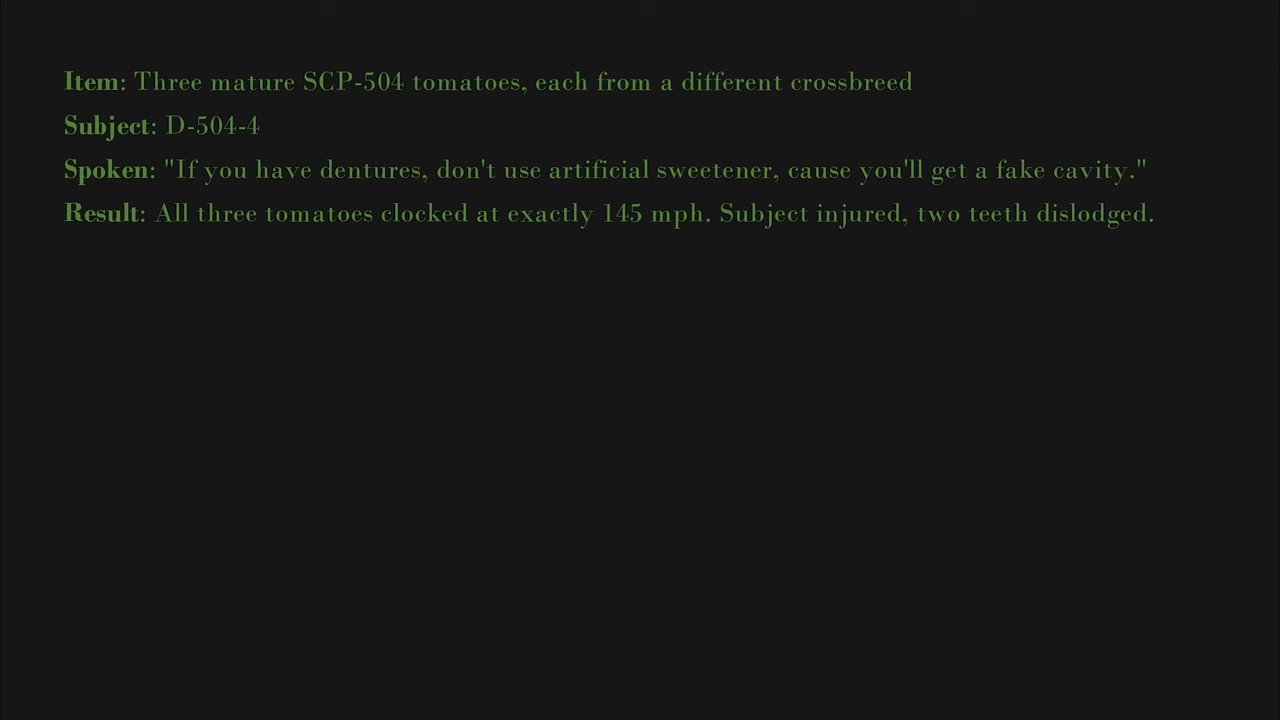 Item: Three mature SCP-504 tomatoes, each from a different crossbreed
Subject: D-504-4
Spoken: "If you have dentures, don't use artificial sweetener, cause you'll get a fake cavity."
Result: All three tomatoes clocked at exactly 145 mph. Subject injured, two teeth dislodged.